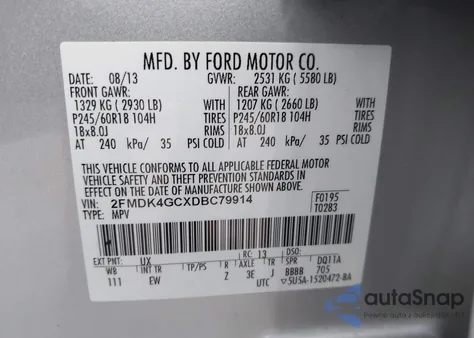 MFD. BY FORD MOTOR CO.
DATE: 08/13 GVWR: 2531 KG ( 5580 LB)
FRONT GAWR: REAR GAWR:
1329 KG ( 2930 LB) WITH 1207 KG ( 2660 LB) WITH
P245/60R18 104H TIRES P245/60R18 104H TIRES
18x8.0J RIMS 18x8.0J RIMS
AT 240 kPa/ 35 PSI COLD AT 240 kPa/ 35 PSI COLD
THIS VEHICLE CONFORMS TO ALL APPLICABLE FEDERAL MOTOR
VEHICLE SAFETY AND BUMPER STANDARDS IN
EFFECT ON THE DATE OF MANUFACTURE SHOWN ABOVE.
VIN: 2FMDK4GCXDBC79914 F0195
TYPE: MPV T0283
EXT PNT: UX RC: 13 DSO:
WB INT TR TP/PS R AXLE TR SPR DQ11A
111 EW Z 3E J BBBB 705
UTC 5U5A-1520472-BA
autoSnap